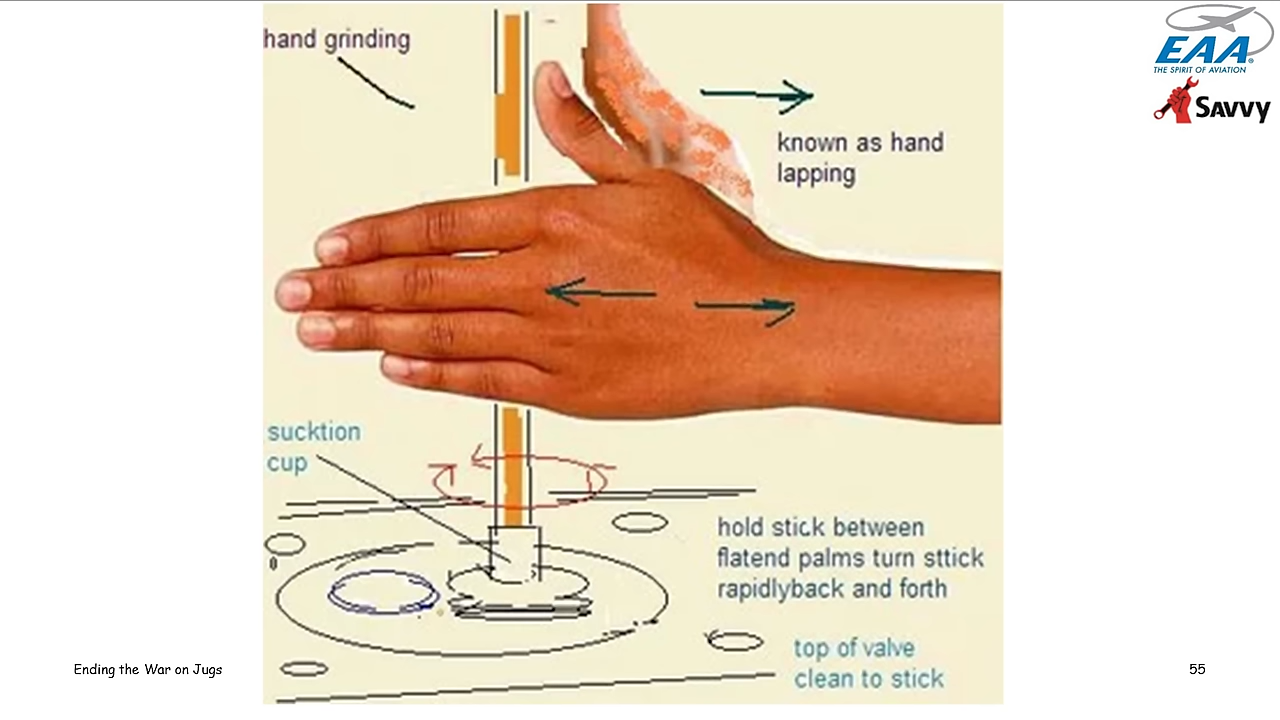 hand grinding
EAA
THE SPIRIT OF AVIATION
SAVVY
known as hand
lapping
sucktion
cup
hold stick between
flatend palms turn sttick
rapidlyback and forth
top of valve
clean to stick
Ending the War on Jugs
55